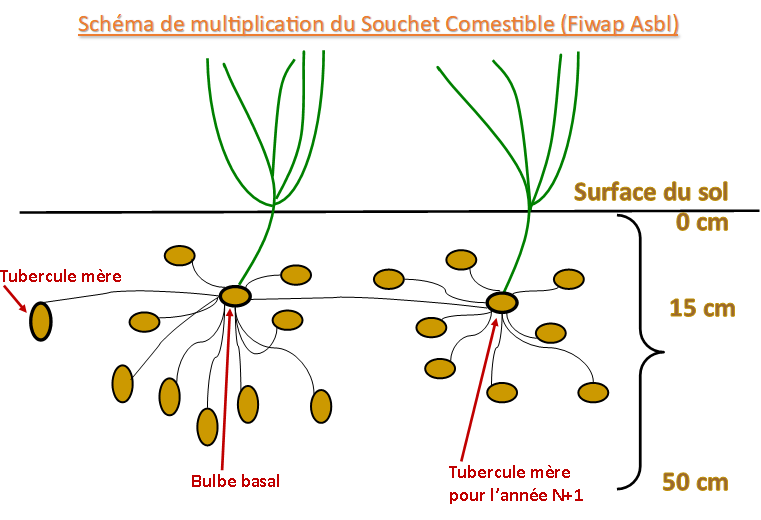 Schéma de multiplication du Souchet Comestible (Fiwap Asbl)
Surface du sol
0 cm
Tubercule mère
15 cm
Bulbe basal
Tubercule mère
pour l'année N+1
50 cm